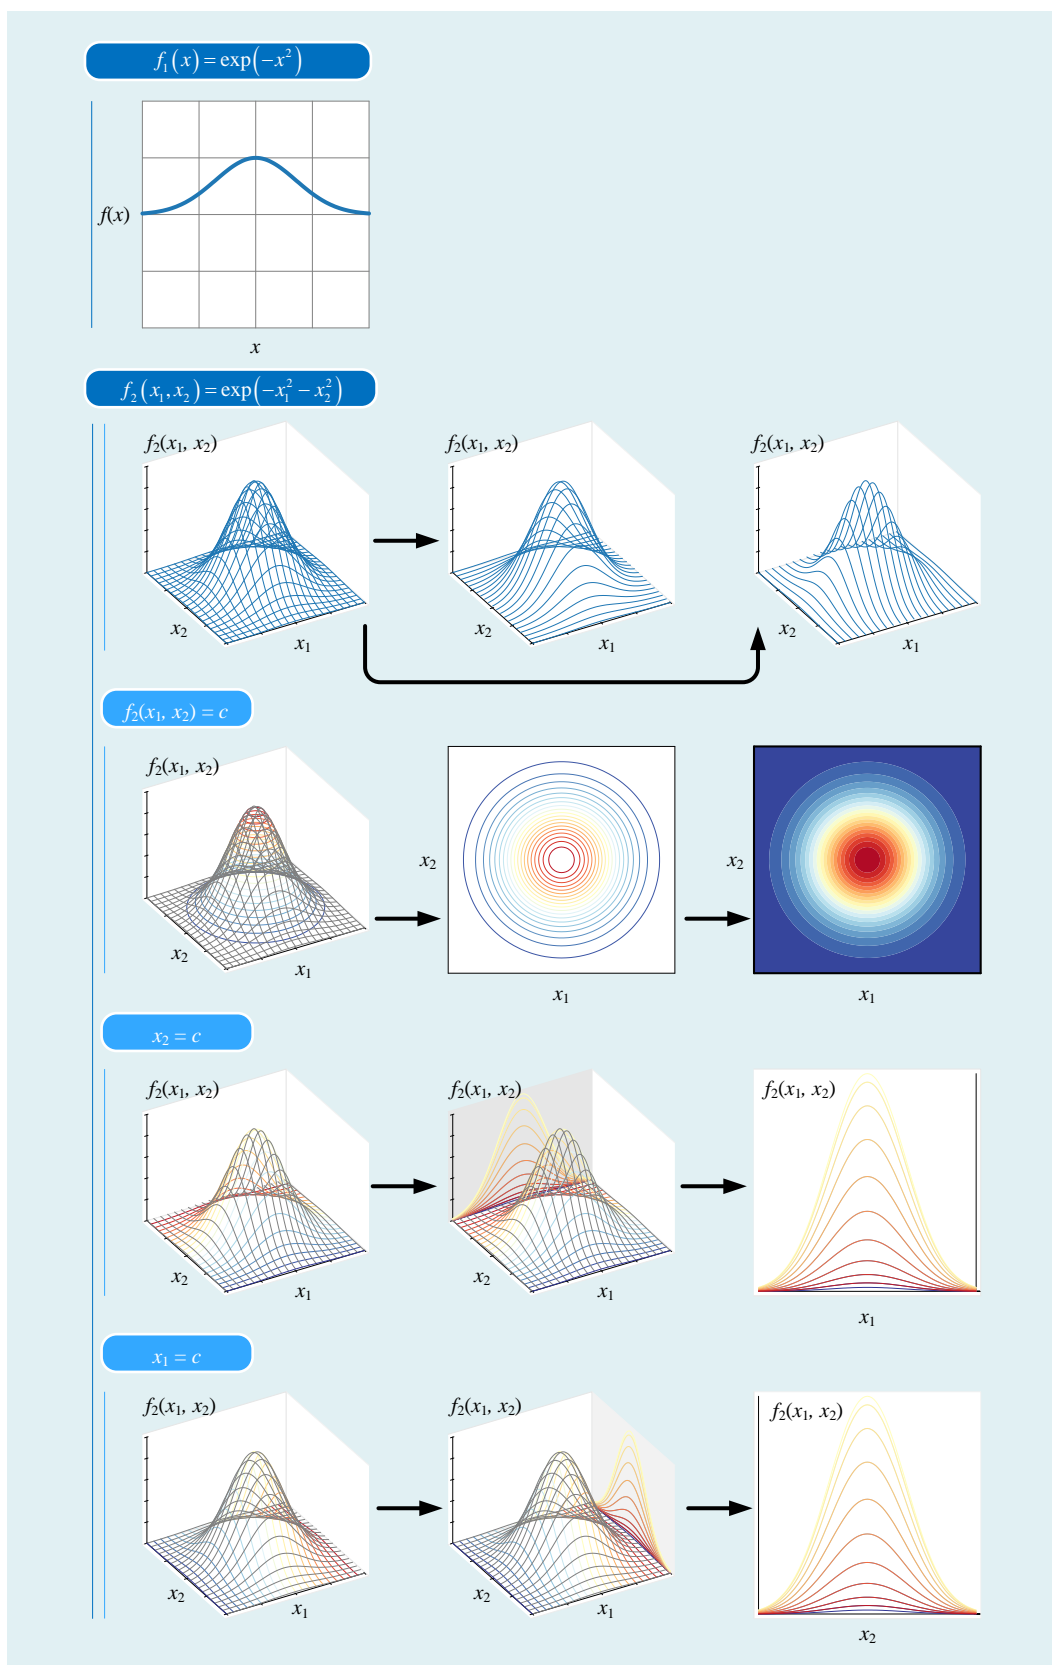 f₁(x) = exp(−x²)
f(x)
x
f₂(x₁, x₂) = exp(−x₁² − x₂²)
f₂(x₁, x₂) f₂(x₁, x₂) f₂(x₁, x₂)
x₂ x₁ x₂ x₁ x₂ x₁
f₂(x₁, x₂) = c
f₂(x₁, x₂)
x₂ x₂
x₂ x₁
x₁ x₁
x₂ = c
f₂(x₁, x₂) f₂(x₁, x₂) f₂(x₁, x₂)
x₂ x₁ x₂ x₁
x₁
x₁ = c
f₂(x₁, x₂) f₂(x₁, x₂) f₂(x₁, x₂)
x₂ x₁ x₂ x₁
x₂